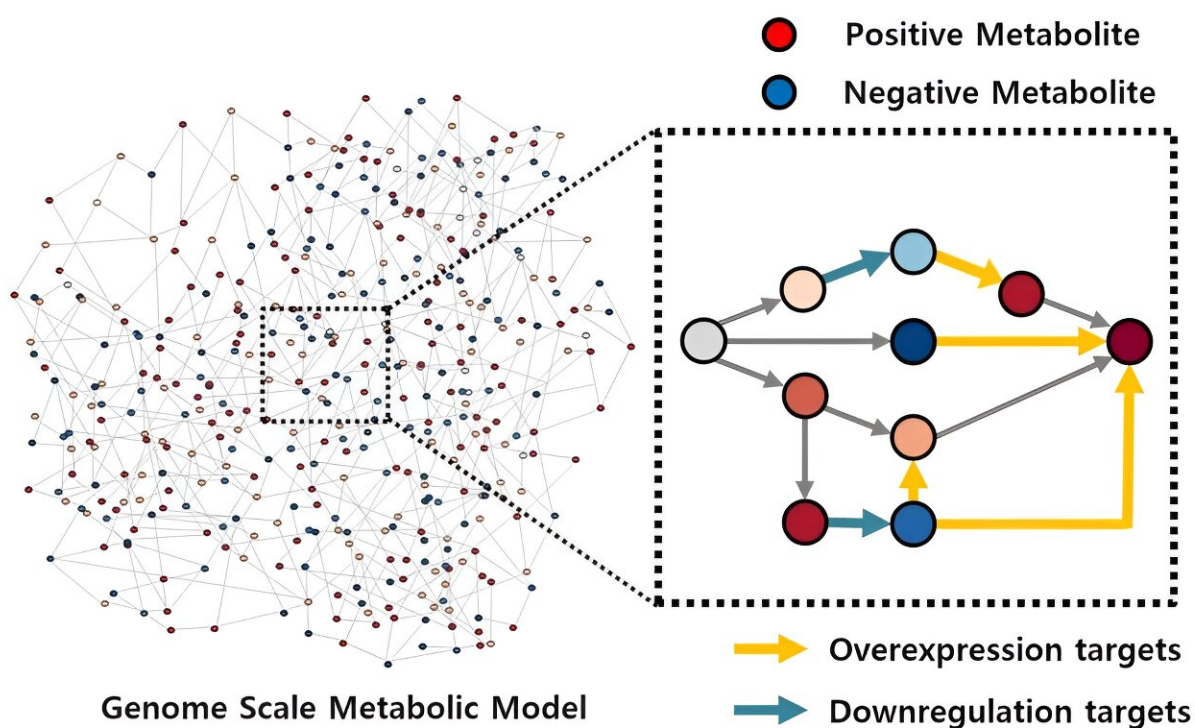 Positive Metabolite
Negative Metabolite
Overexpression targets
Genome Scale Metabolic Model
Downregulation targets